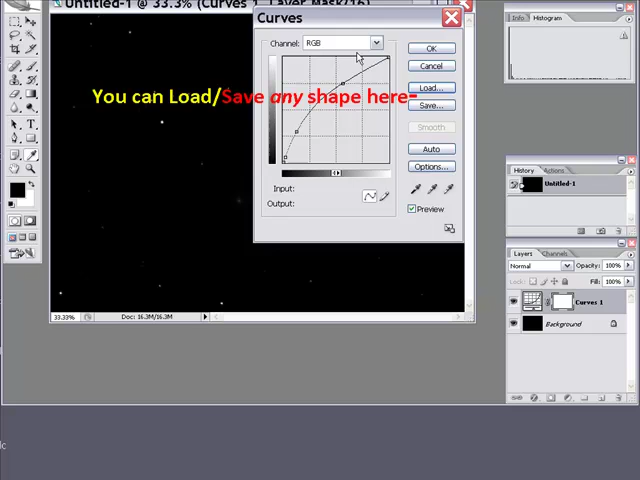 Untitled-1 @ 33.3% (Curves 1, Layer Mask/16)
Curves
Channel: RGB
OK
Cancel
Load...
Save...
Smooth
Auto
Options...
Input:
Output:
Preview
You can Load/Save any shape here-
Info Histogram
History Actions
Untitled-1
Layers Channels
Normal Opacity: 100%
Lock: Fill: 100%
Curves 1
Background
33.33% Doc: 16.3M/16.3M